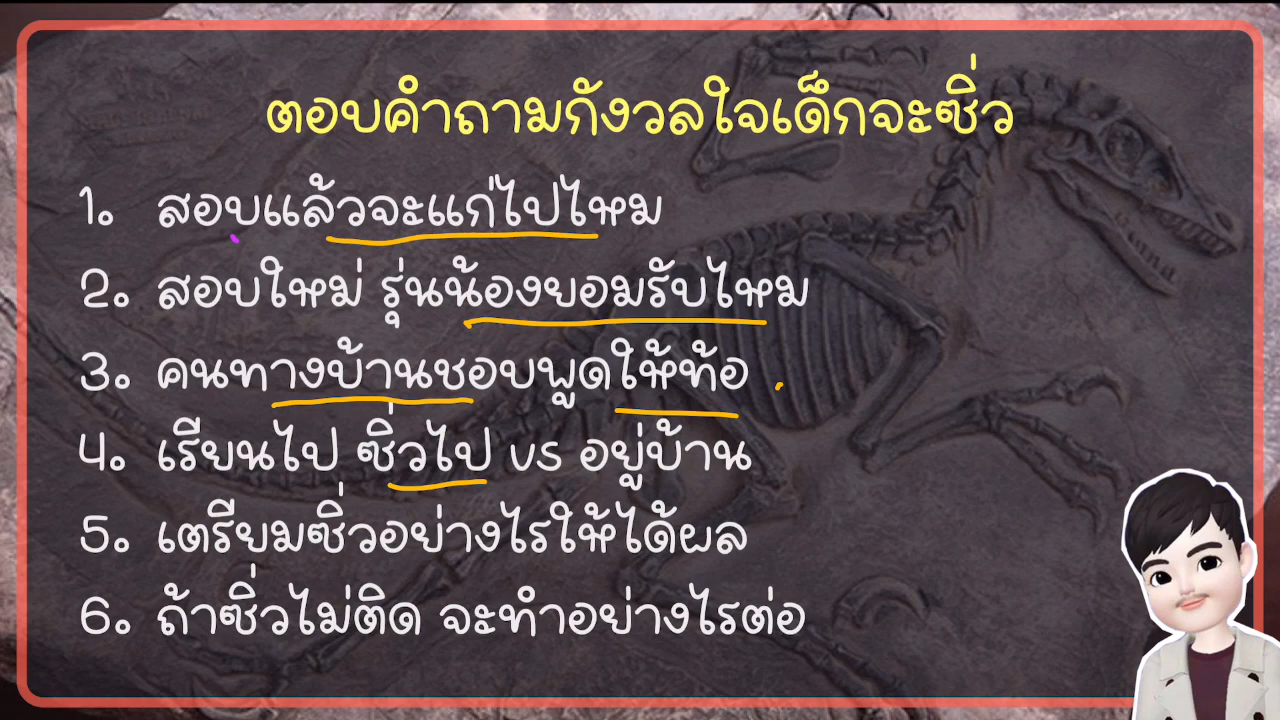 ตอบคำถามกังวลใจเด็กจะซิ่ว
1. สอบแล้วจะแก่ไปไหม
2. สอบใหม่ รุ่นน้องยอมรับไหม
3. คนทางบ้านชอบพูดให้ท้อ
4. เรียนไป ซิ่วไป vs อยู่บ้าน
5. เตรียมซิ่วอย่างไรให้ได้ผล
6. ถ้าซิ่วไม่ติด จะทำอย่างไรต่อ